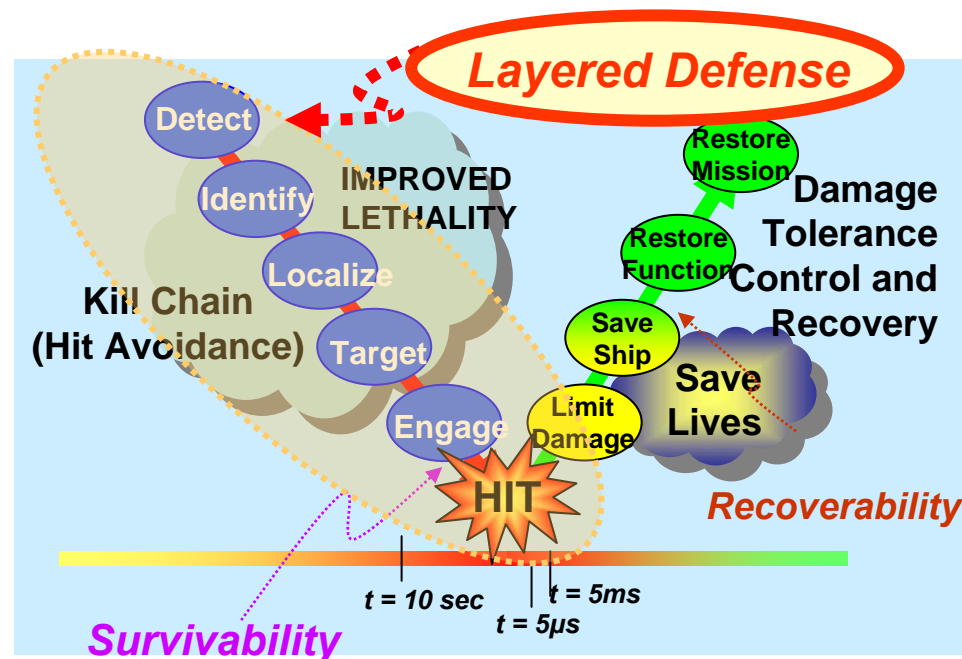 Layered Defense
Detect
Identify
Localize
Target
Engage
IMPROVED
LETHALITY
Kill Chain
(Hit Avoidance)
HIT
Limit
Damage
Save
Ship
Restore
Function
Restore
Mission
Damage
Tolerance
Control and
Recovery
Save
Lives
Recoverability
t = 10 sec
t = 5µs
t = 5ms
Survivability